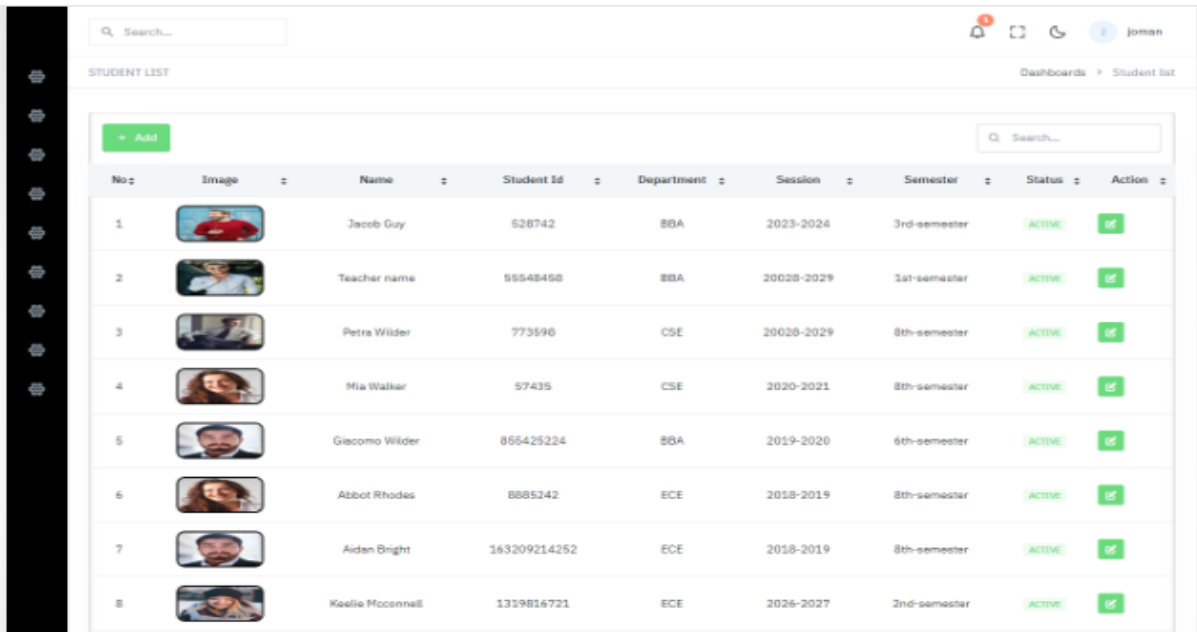 Search...
1
J joman
STUDENT LIST
Dashboards > Student list
+ Add
Search...
No Image Name Student Id Department Session Semester Status Action
1 Jacob Guy 528742 BBA 2023-2024 3rd-semester ACTIVE
2 Teacher name 55548458 BBA 20028-2029 1st-semester ACTIVE
3 Petra Wilder 773598 CSE 20028-2029 8th-semester ACTIVE
4 Mia Walker 57435 CSE 2020-2021 8th-semester ACTIVE
5 Giacomo Wilder 855425224 BBA 2019-2020 6th-semester ACTIVE
6 Abbot Rhodes 8885242 ECE 2018-2019 8th-semester ACTIVE
7 Aidan Bright 163209214252 ECE 2018-2019 8th-semester ACTIVE
8 Keelie Mcconnell 1319816721 ECE 2026-2027 2nd-semester ACTIVE